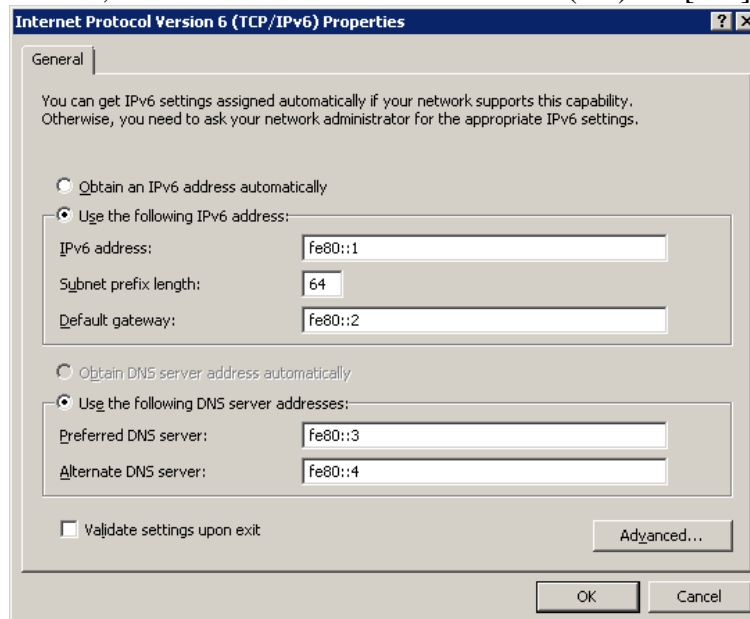 Internet Protocol Version 6 (TCP/IPv6) Properties
General
You can get IPv6 settings assigned automatically if your network supports this capability.
Otherwise, you need to ask your network administrator for the appropriate IPv6 settings.
Obtain an IPv6 address automatically
Use the following IPv6 address:
IPv6 address: fe80::1
Subnet prefix length: 64
Default gateway: fe80::2
Obtain DNS server address automatically
Use the following DNS server addresses:
Preferred DNS server: fe80::3
Alternate DNS server: fe80::4
Validate settings upon exit
Advanced...
OK Cancel